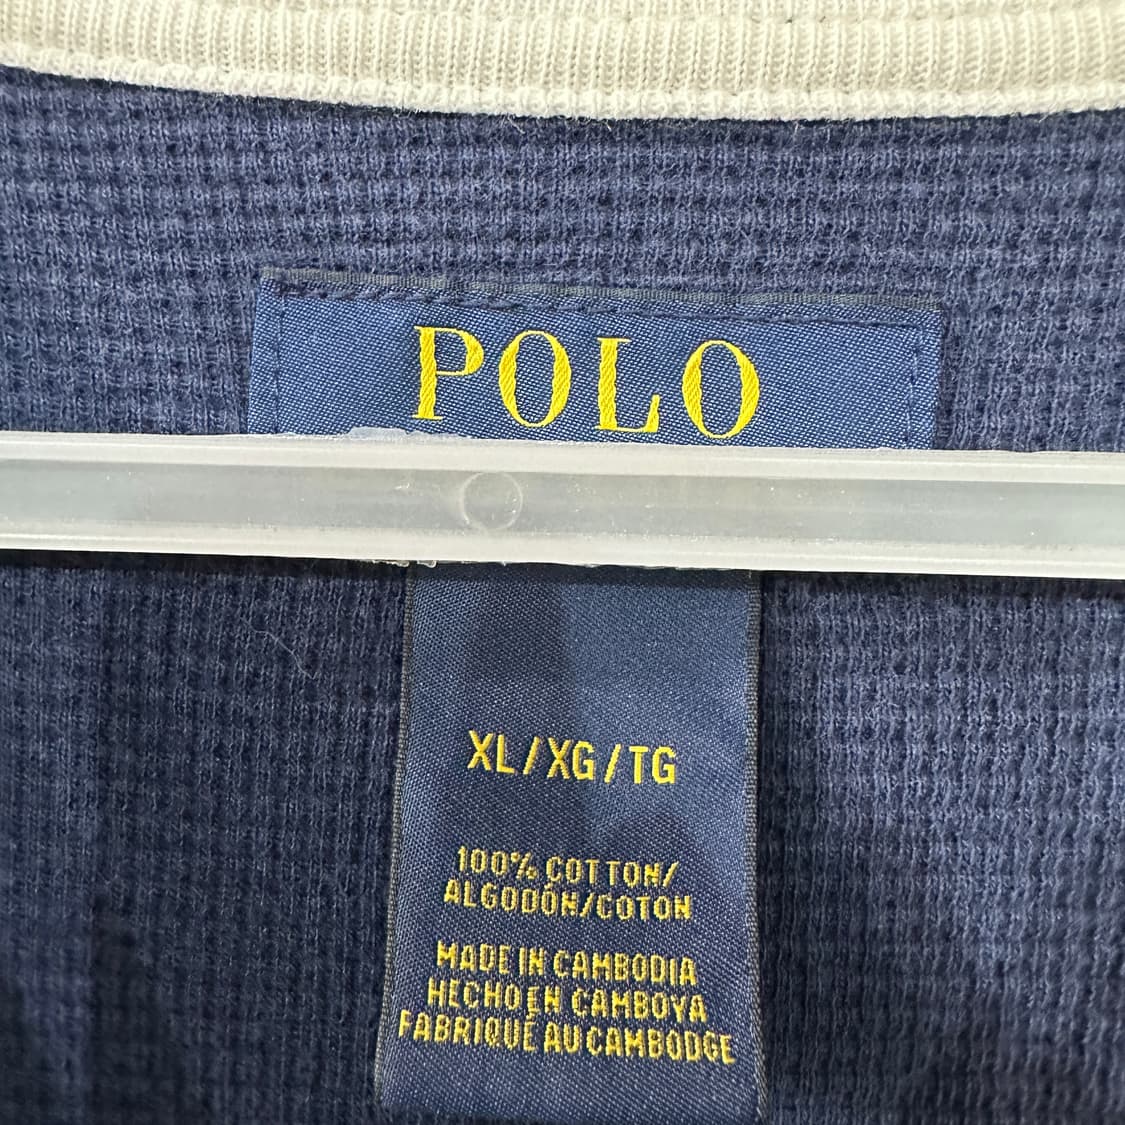 POLO
XL/XG/TG
100% COTTON/
ALGODÓN/COTON
MADE IN CAMBODIA
HECHO EN CAMBOYA
FABRIQUÉ AU CAMBODGE